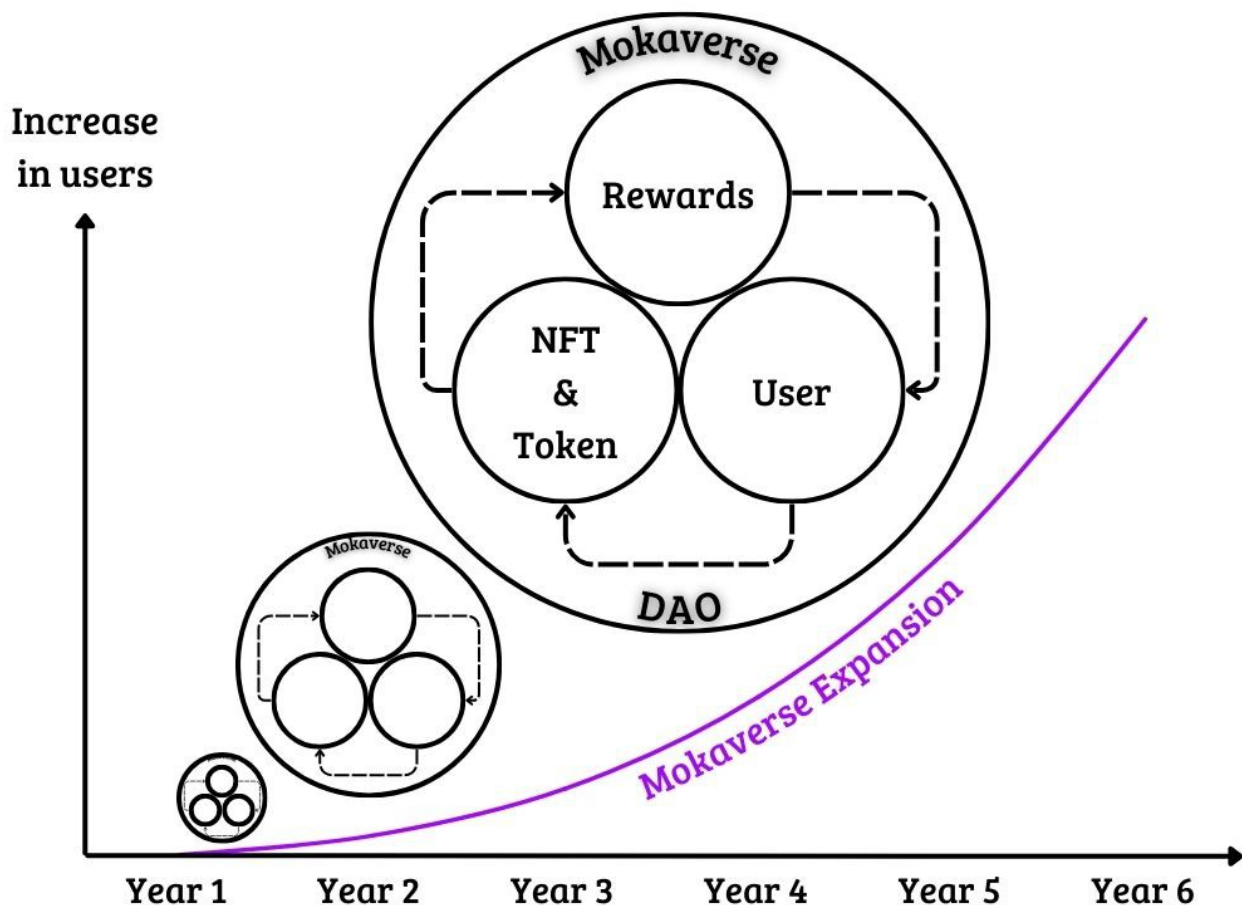 Mokaverse
Increase
in users
Rewards
NFT
&
Token
User
DAO
Mokaverse
Mokaverse Expansion
Year 1
Year 2
Year 3
Year 4
Year 5
Year 6